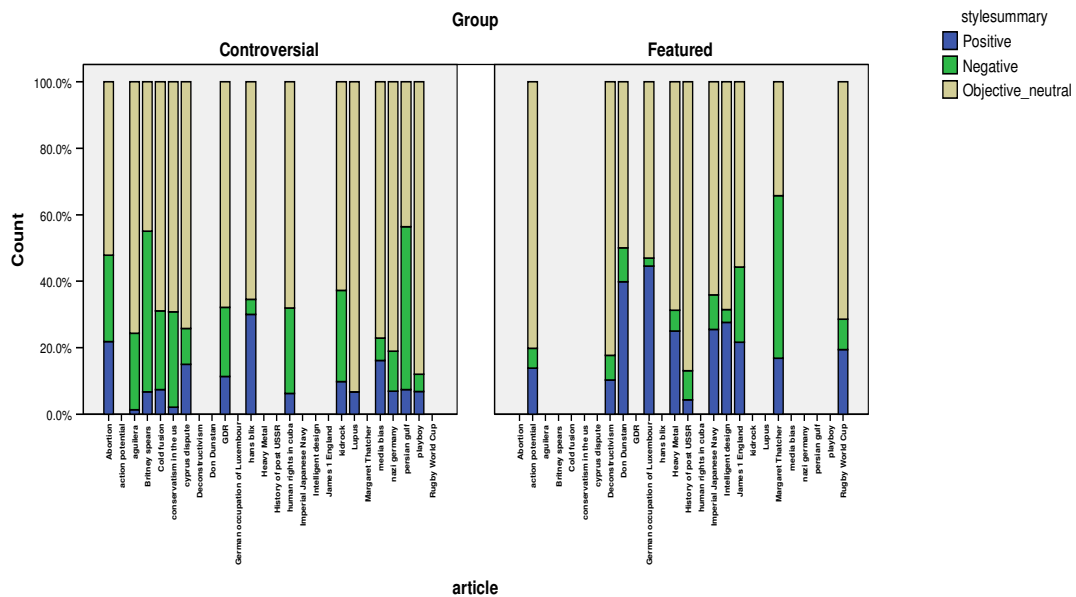 Group
Controversial
Featured
stylesummary
Positive
Negative
Objective_neutral
100.0%
80.0%
60.0%
40.0%
20.0%
0.0%
Count
Abortion
action potential
aguilera
Britney spears
Cold fusion
conservatism in the us
cyprus dispute
Deconstructivism
Don Dunstan
GDR
German occupation of Luxembourg
hans blix
Heavy Metal
History of post USSR
human rights in cuba
Imperial Japanese Navy
Intelligent design
James 1 England
kidrock
Lupus
Margaret Thatcher
media bias
nazi germany
persian gulf
playboy
Rugby World Cup
Abortion
action potential
aguilera
Britney spears
Cold fusion
conservatism in the us
cyprus dispute
Deconstructivism
Don Dunstan
GDR
German occupation of Luxembour
hans blix
Heavy Metal
History of post USSR
human rights in cuba
Imperial Japanese Navy
Intelligent design
James 1 England
kidrock
Lupus
Margaret Thatcher
media bias
nazi germany
persian gulf
playboy
Rugby World Cup
article